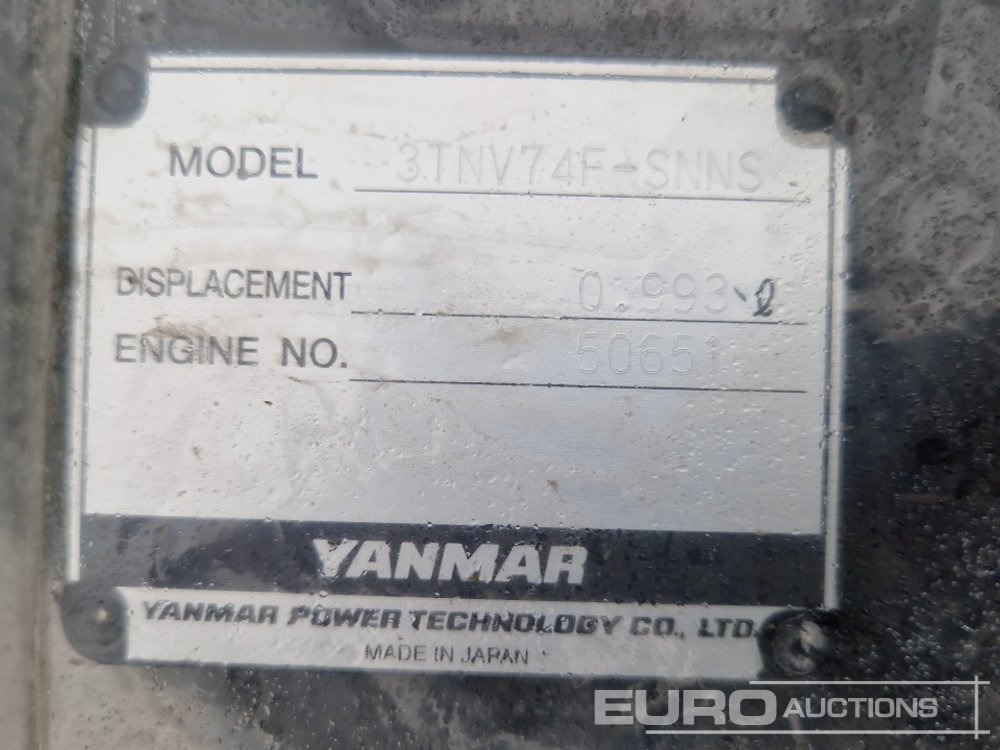 MODEL 3TNV74F-SNNS
DISPLACEMENT 0.993 ℓ
ENGINE NO. 50651
YANMAR
YANMAR POWER TECHNOLOGY CO., LTD.
MADE IN JAPAN
EURO AUCTIONS